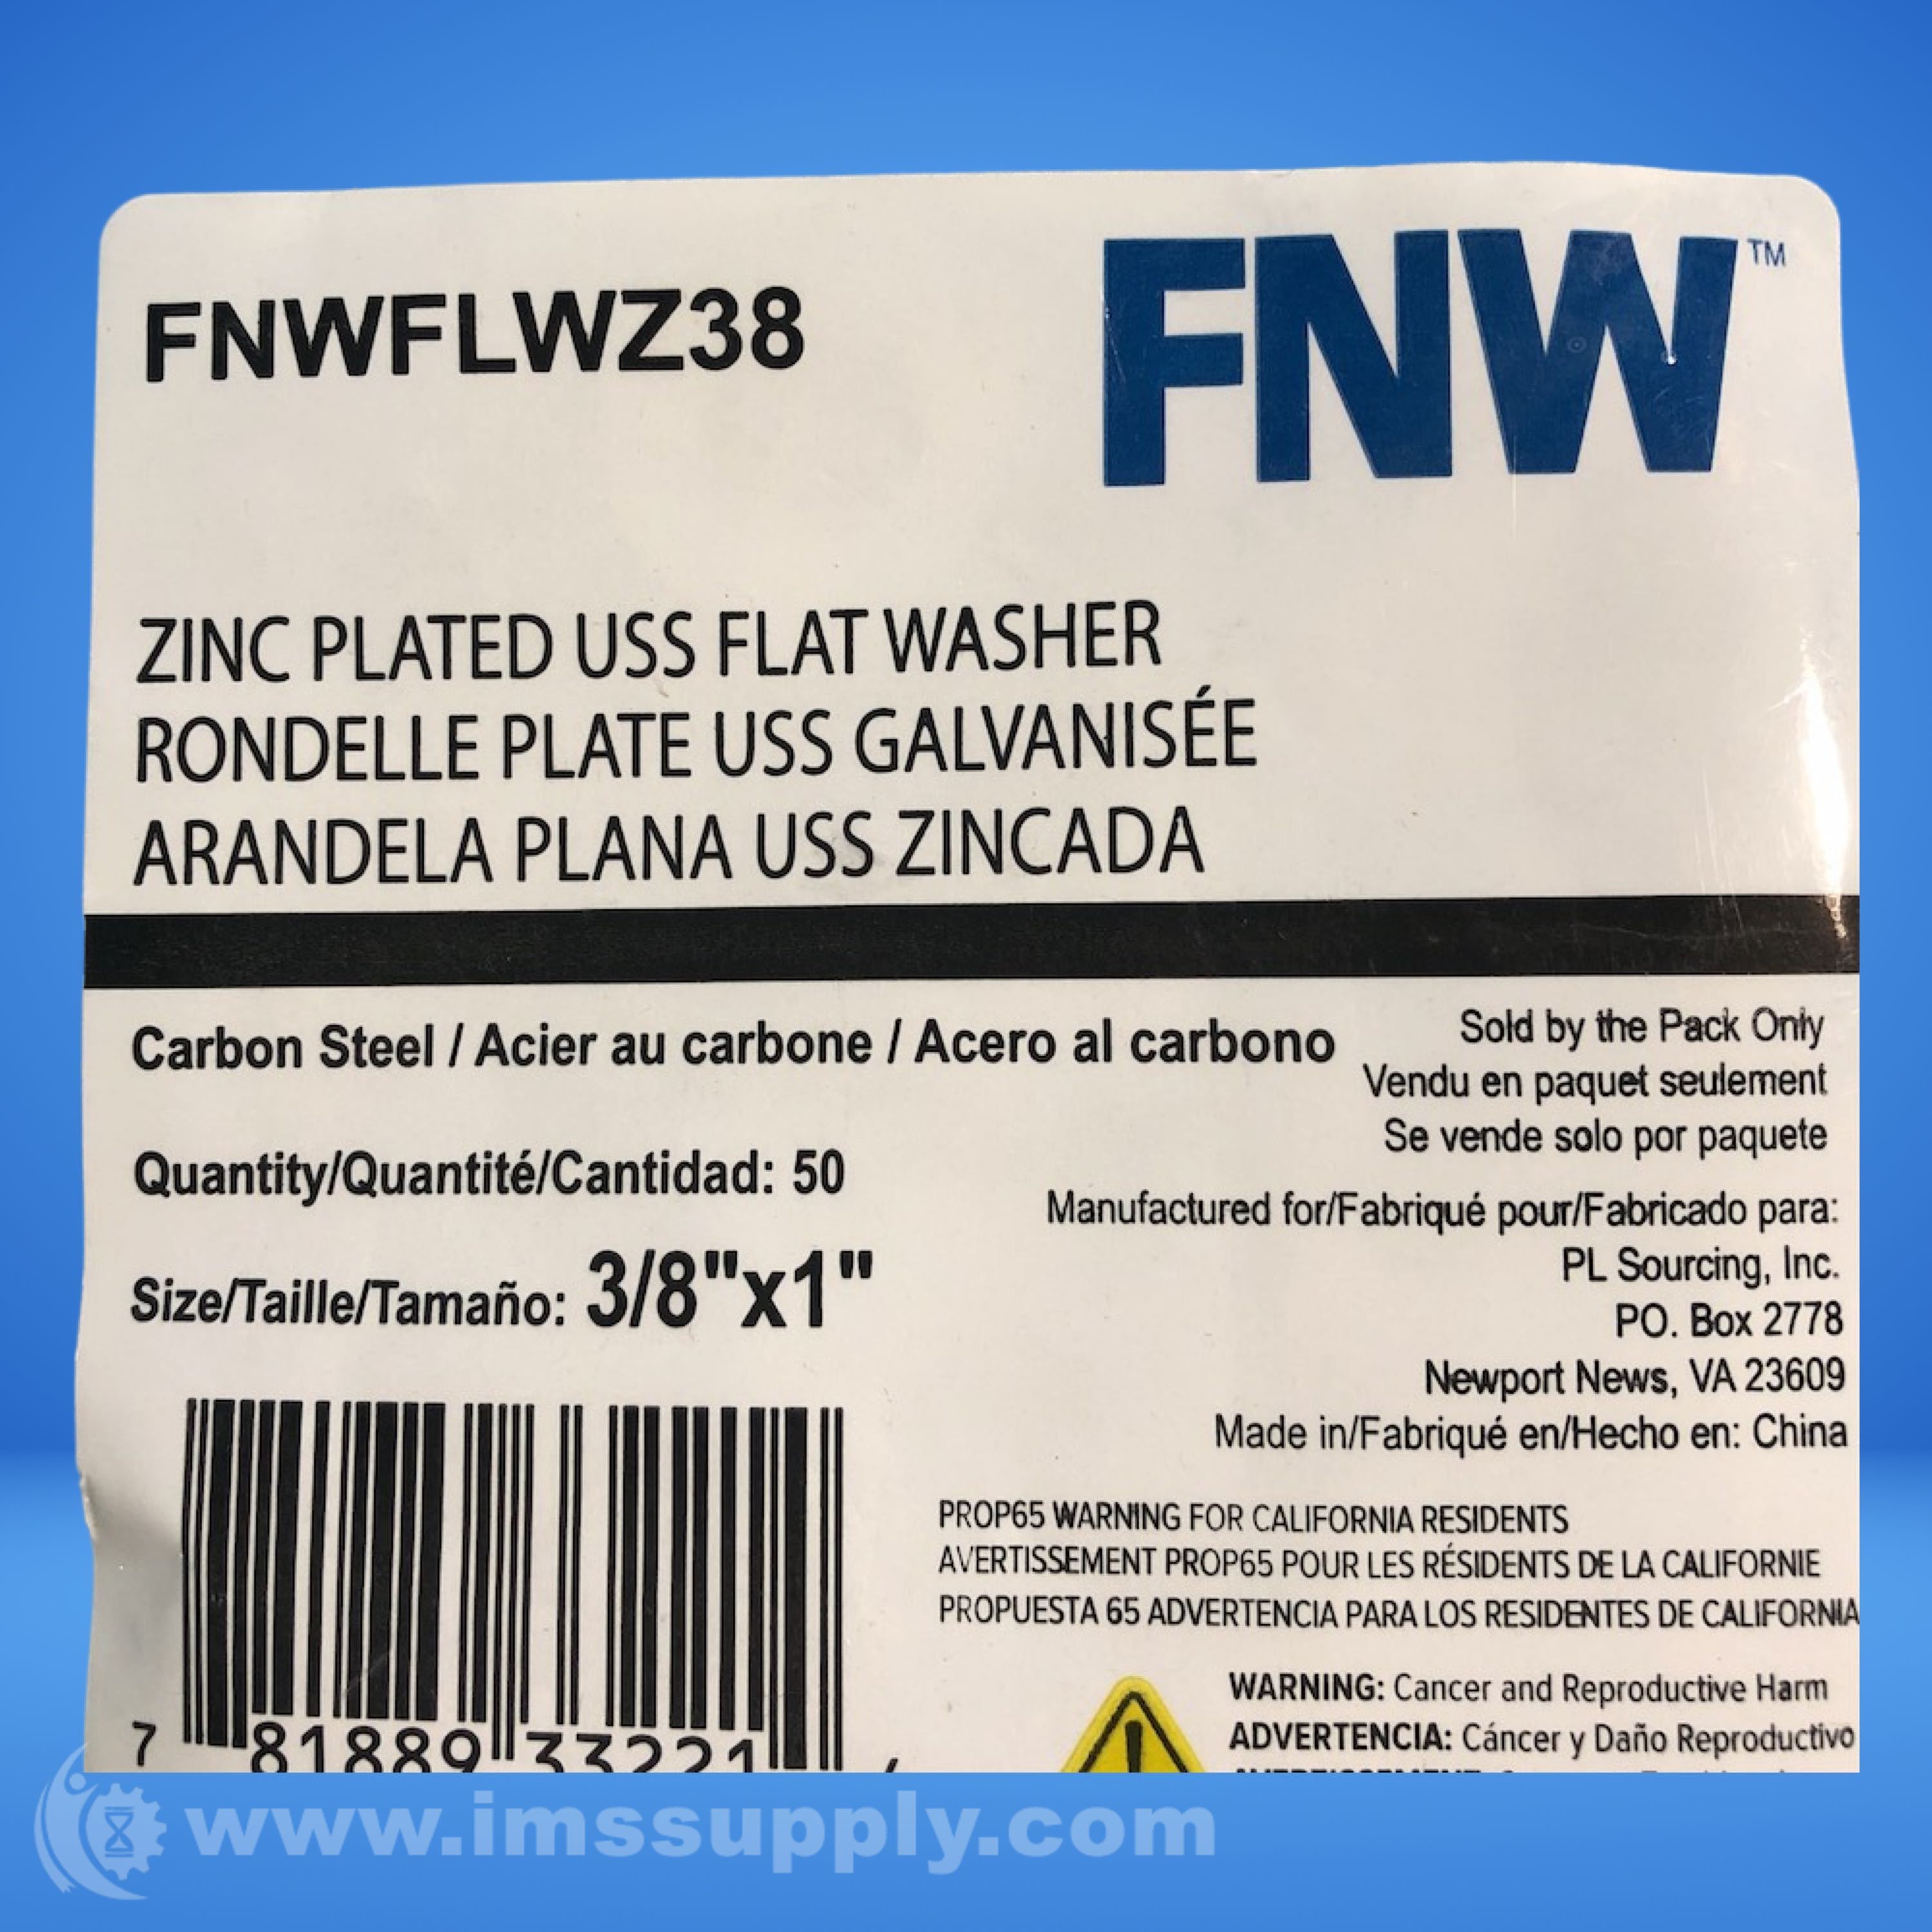 FNWFLWZ38
FNW™
ZINC PLATED USS FLAT WASHER
RONDELLE PLATE USS GALVANISÉE
ARANDELA PLANA USS ZINCADA
Carbon Steel / Acier au carbone / Acero al carbono
Sold by the Pack Only
Vendu en paquet seulement
Se vende solo por paquete
Quantity/Quantité/Cantidad: 50
Size/Taille/Tamaño: 3/8"x1"
Manufactured for/Fabriqué pour/Fabricado para:
PL Sourcing, Inc.
PO. Box 2778
Newport News, VA 23609
Made in/Fabriqué en/Hecho en: China
PROP65 WARNING FOR CALIFORNIA RESIDENTS
AVERTISSEMENT PROP65 POUR LES RÉSIDENTS DE LA CALIFORNIE
PROPUESTA 65 ADVERTENCIA PARA LOS RESIDENTES DE CALIFORNIA
WARNING: Cancer and Reproductive Harm
ADVERTENCIA: Cáncer y Daño Reproductivo
7 81889 33221
www.imssupply.com